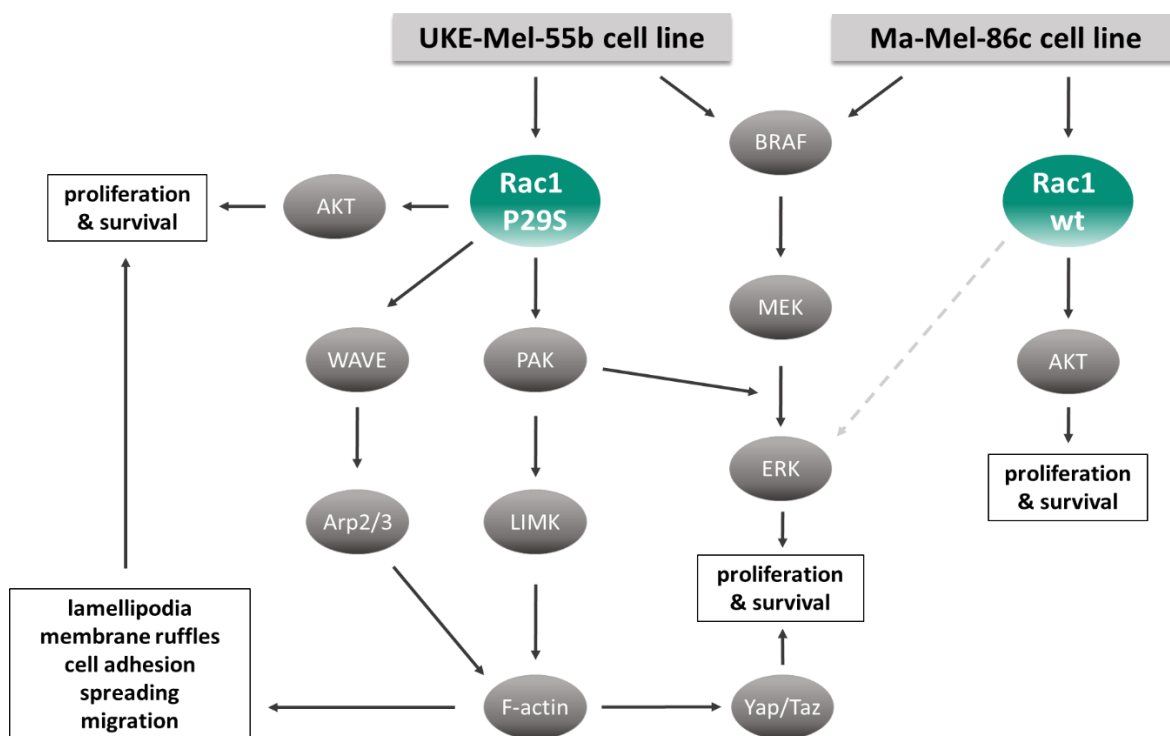 UKE-Mel-55b cell line
Ma-Mel-86c cell line
BRAF
Rac1
P29S
Rac1
wt
proliferation
& survival
AKT
MEK
WAVE
PAK
AKT
ERK
proliferation
& survival
Arp2/3
LIMK
proliferation
& survival
lamellipodia
membrane ruffles
cell adhesion
spreading
migration
F-actin
Yap/Taz